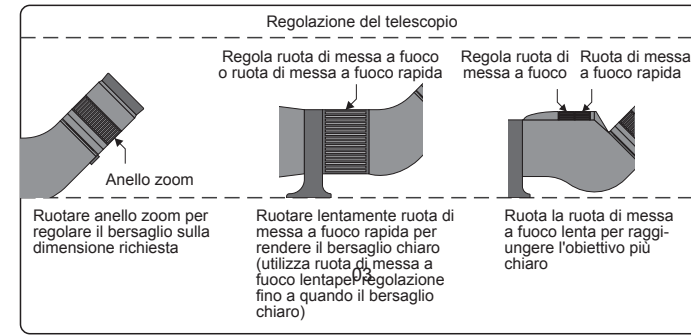 Regolazione del telescopio
Regola ruota di messa a fuoco
o ruota di messa a fuoco rapida
Regola ruota di
messa a fuoco
Ruota di messa
a fuoco rapida
Anello zoom
Ruotare anello zoom per
regolare il bersaglio sulla
dimensione richiesta
Ruotare lentamente ruota di
messa a fuoco rapida per
rendere il bersaglio chiaro
(utilizza ruota di messa a
fuoco lentaper regolazione
fino a quando il bersaglio
chiaro)
03
Ruota la ruota di messa
a fuoco lenta per raggi-
ungere l'obiettivo più
chiaro